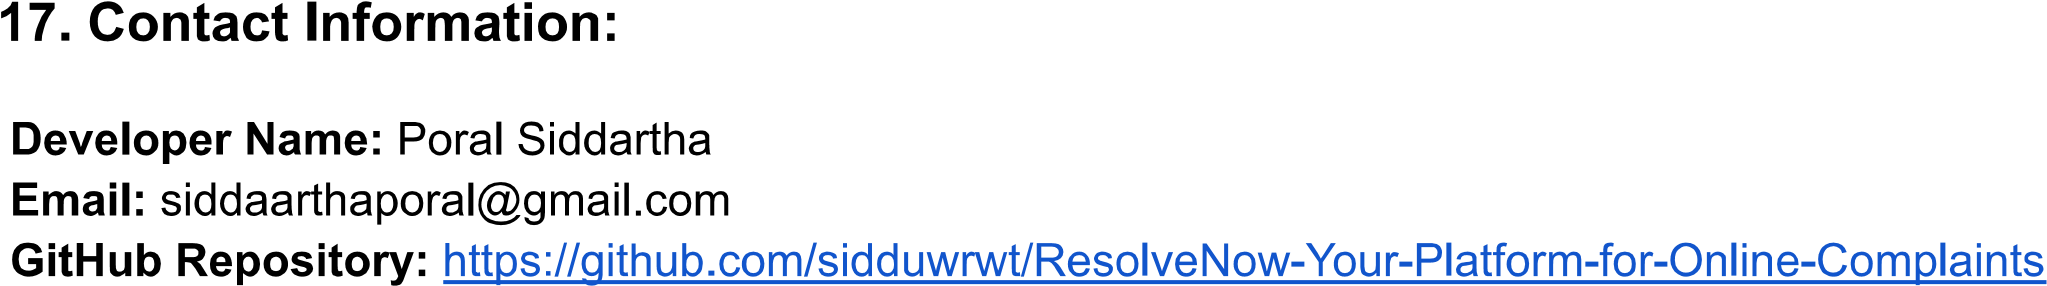 17. Contact Information:
Developer Name: Poral Siddartha
Email: siddaarthaporal@gmail.com
GitHub Repository: https://github.com/sidduwrwt/ResolveNow-Your-Platform-for-Online-Complaints